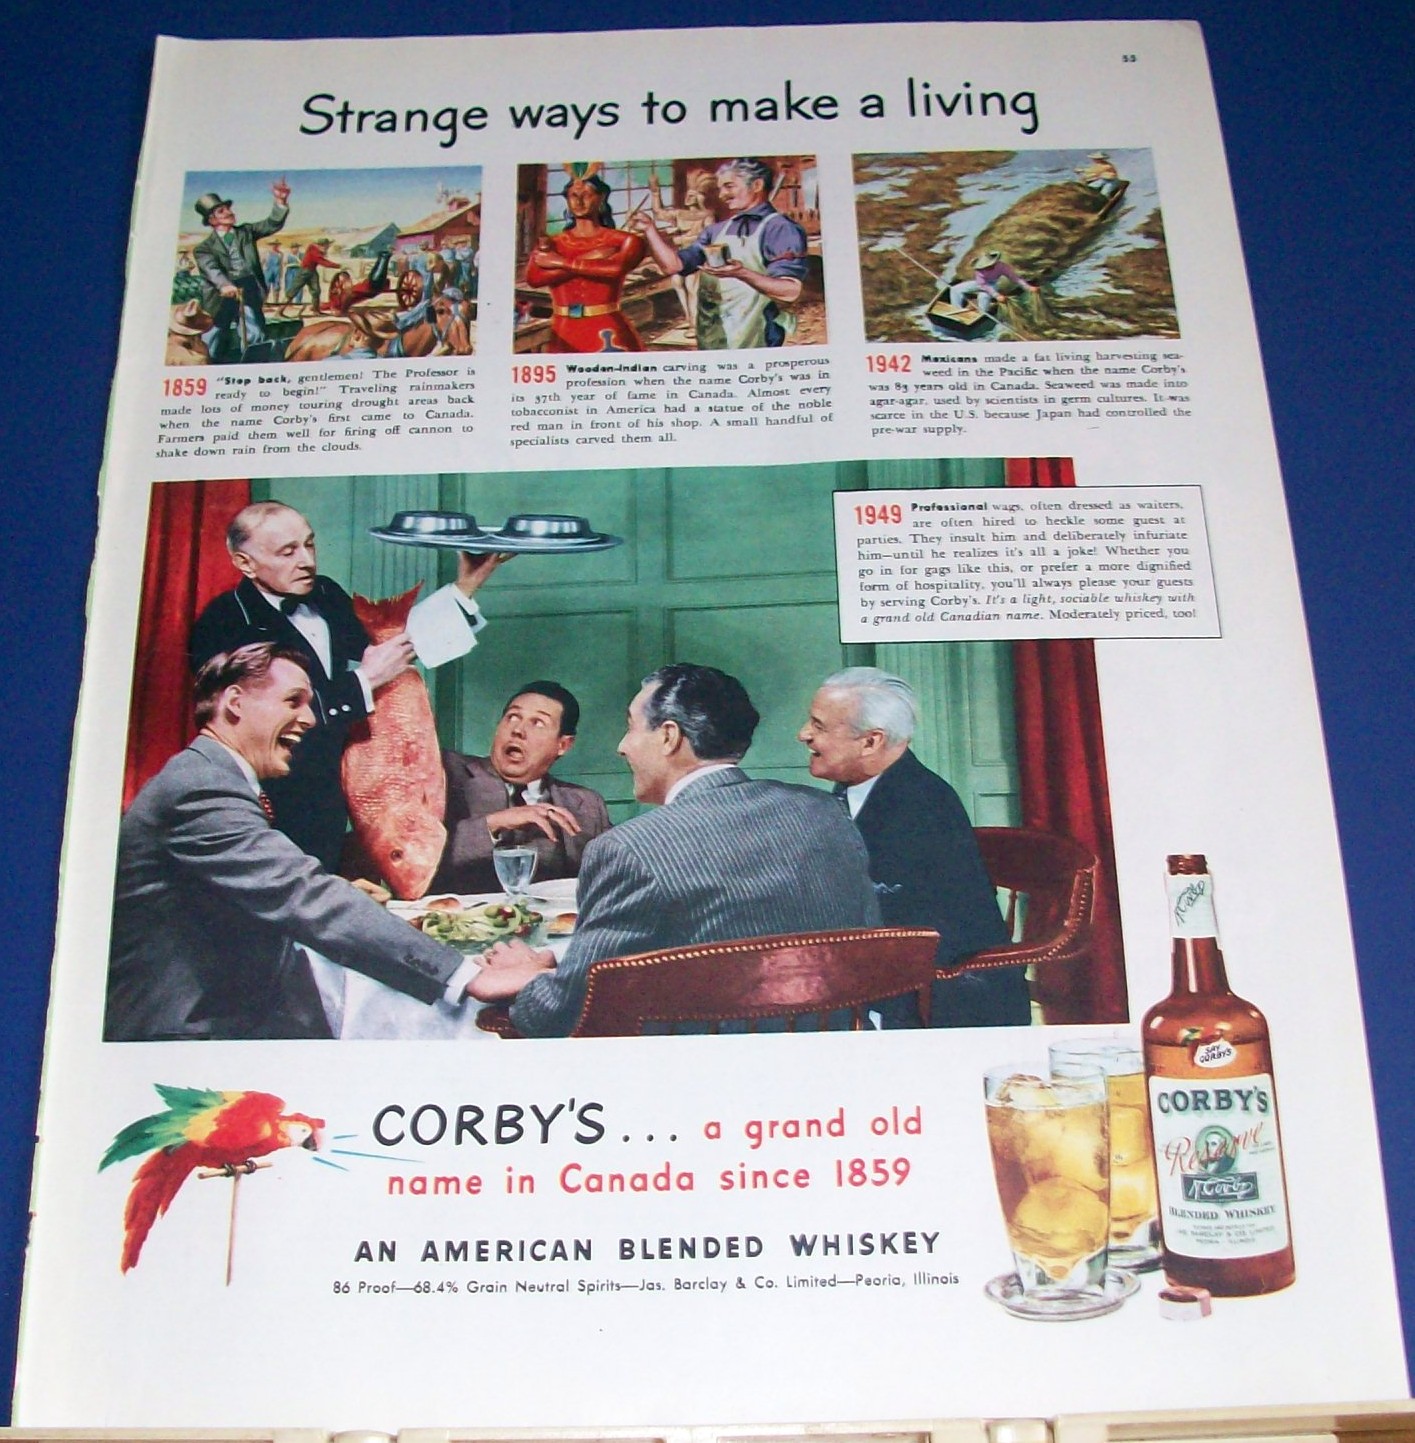 55
Strange ways to make a living
1859 "Step back, gentlemen! The Professor is
ready to begin!" Traveling rainmakers
made lots of money touring drought areas back
when the name Corby's first came to Canada.
Farmers paid them well for firing off cannon to
shake down rain from the clouds.
1895 Wooden-Indian carving was a prosperous
profession when the name Corby's was in
its 37th year of fame in Canada. Almost every
tobacconist in America had a statue of the noble
red man in front of his shop. A small handful of
specialists carved them all.
1942 Mexicans made a fat living harvesting sea-
weed in the Pacific when the name Corby's
was 83 years old in Canada. Seaweed was made into
agar-agar, used by scientists in germ cultures. It was
scarce in the U.S. because Japan had controlled the
pre-war supply.
1949 Professional wags, often dressed as waiters,
are often hired to heckle some guest at
parties. They insult him and deliberately infuriate
him—until he realizes it's all a joke! Whether you
go in for gags like this, or prefer a more dignified
form of hospitality, you'll always please your guests
by serving Corby's. It's a light, sociable whiskey with
a grand old Canadian name. Moderately priced, too!
CORBY'S... a grand old
name in Canada since 1859
AN AMERICAN BLENDED WHISKEY
86 Proof—68.4% Grain Neutral Spirits—Jas. Barclay & Co. Limited—Peoria, Illinois
SAY
CORBY'S
CORBY'S
Reserve
BLENDED WHISKEY
JAS. BARCLAY & CO. LIMITED
PEORIA ILLINOIS